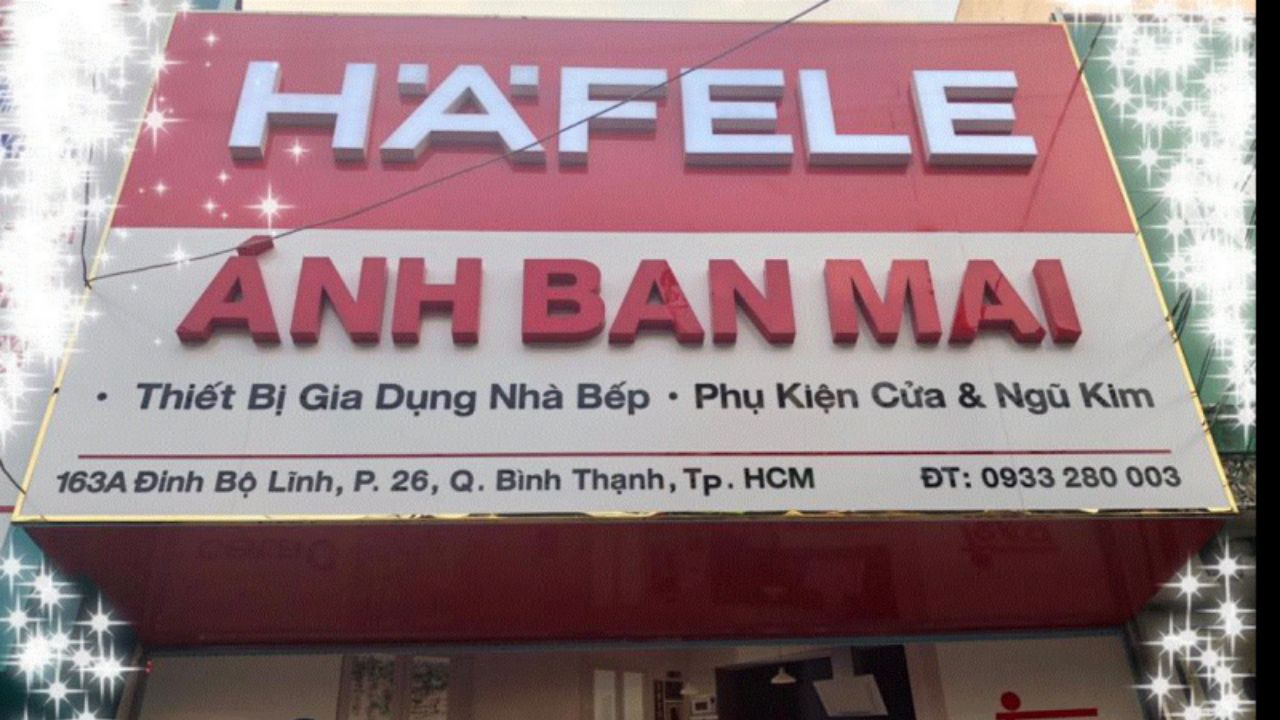 HÄFELE
ÁNH BAN MAI
• Thiết Bị Gia Dụng Nhà Bếp • Phụ Kiện Cửa & Ngũ Kim
163A Đinh Bộ Lĩnh, P. 26, Q. Bình Thạnh, Tp. HCM ĐT: 0933 280 003